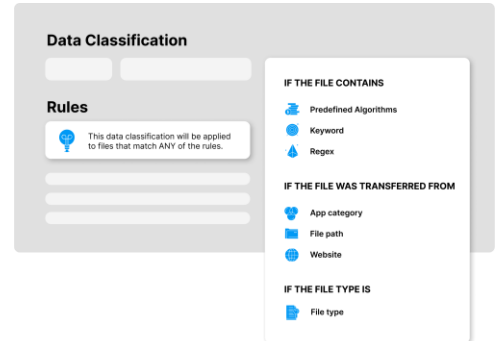 Data Classification
Rules
This data classification will be applied
to files that match ANY of the rules.
IF THE FILE CONTAINS
Predefined Algorithms
Keyword
Regex
IF THE FILE WAS TRANSFERRED FROM
App category
File path
Website
IF THE FILE TYPE IS
File type